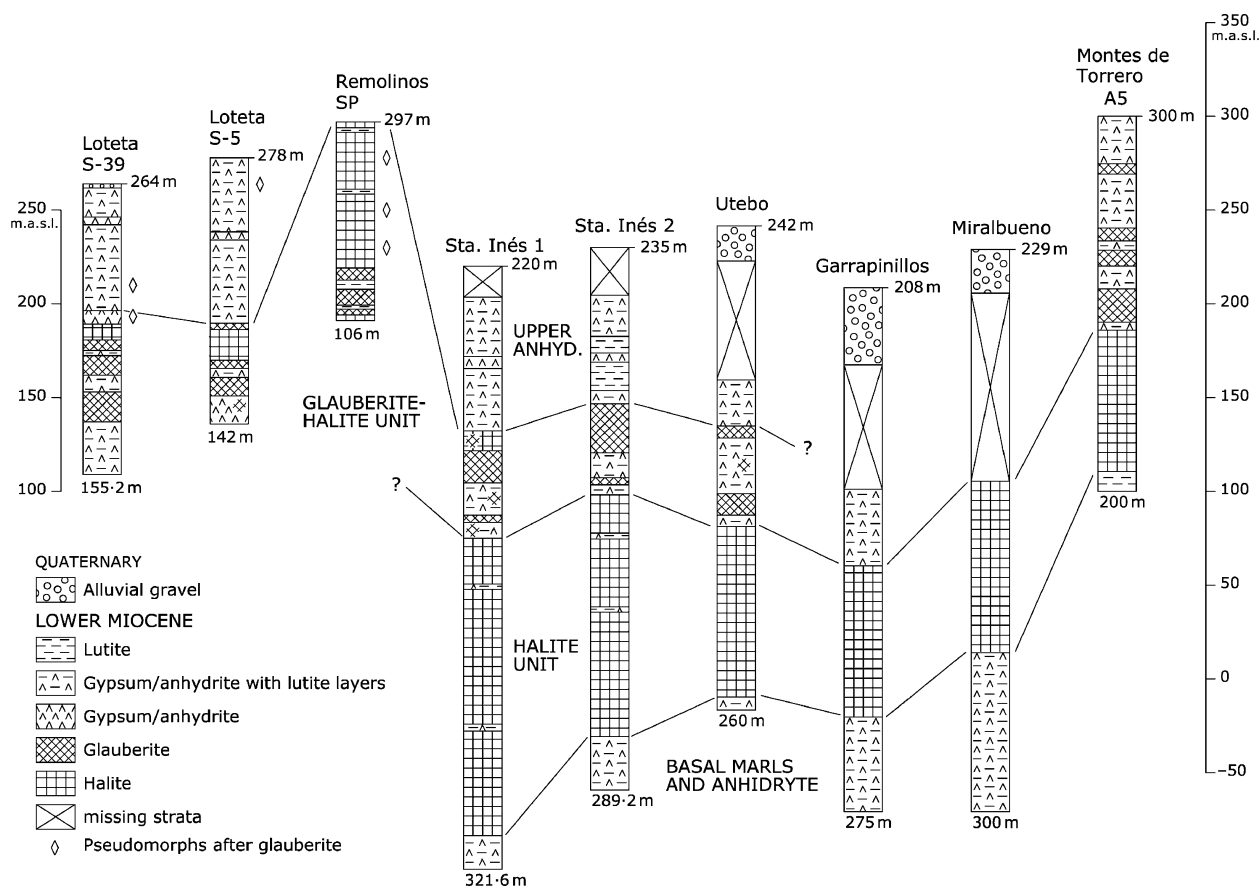 350
m.a.s.l.
Montes de
Torrero
A5
300 m
300
Remolinos
SP
297 m
Loteta
S-5
278 m
Loteta
S-39
264 m
250
m.a.s.l.
250
Utebo
242 m
Sta. Inés 2
235 m
Miralbueno
229 m
Sta. Inés 1
220 m
Garrapinillos
208 m
200
200
106 m
UPPER
ANHYD.
150
150
GLAUBERITE-
HALITE UNIT
142 m
?
?
155·2 m
100
100
200 m
QUATERNARY
Alluvial gravel
LOWER MIOCENE
Lutite
Gypsum/anhydrite with lutite layers
Gypsum/anhydrite
Glauberite
Halite
missing strata
Pseudomorphs after glauberite
HALITE
UNIT
50
0
260 m
BASAL MARLS
AND ANHIDRYTE
-50
289·2 m
275 m
300 m
321·6 m